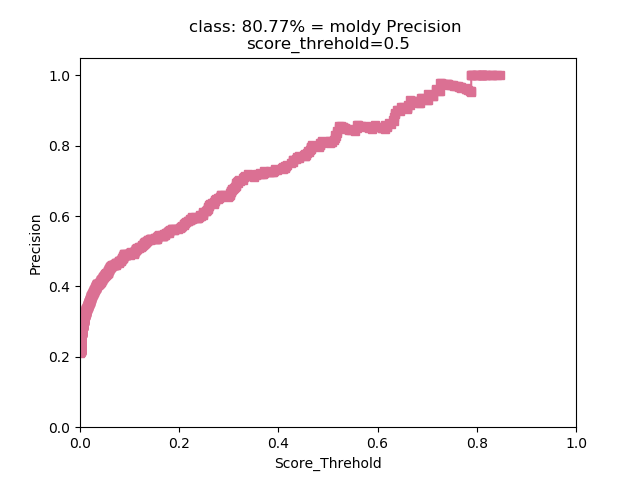 class: 80.77% = moldy Precision
score_threhold=0.5
1.0
0.8
0.6
0.4
0.2
0.0
Precision
0.0 0.2 0.4 0.6 0.8 1.0
Score_Threhold